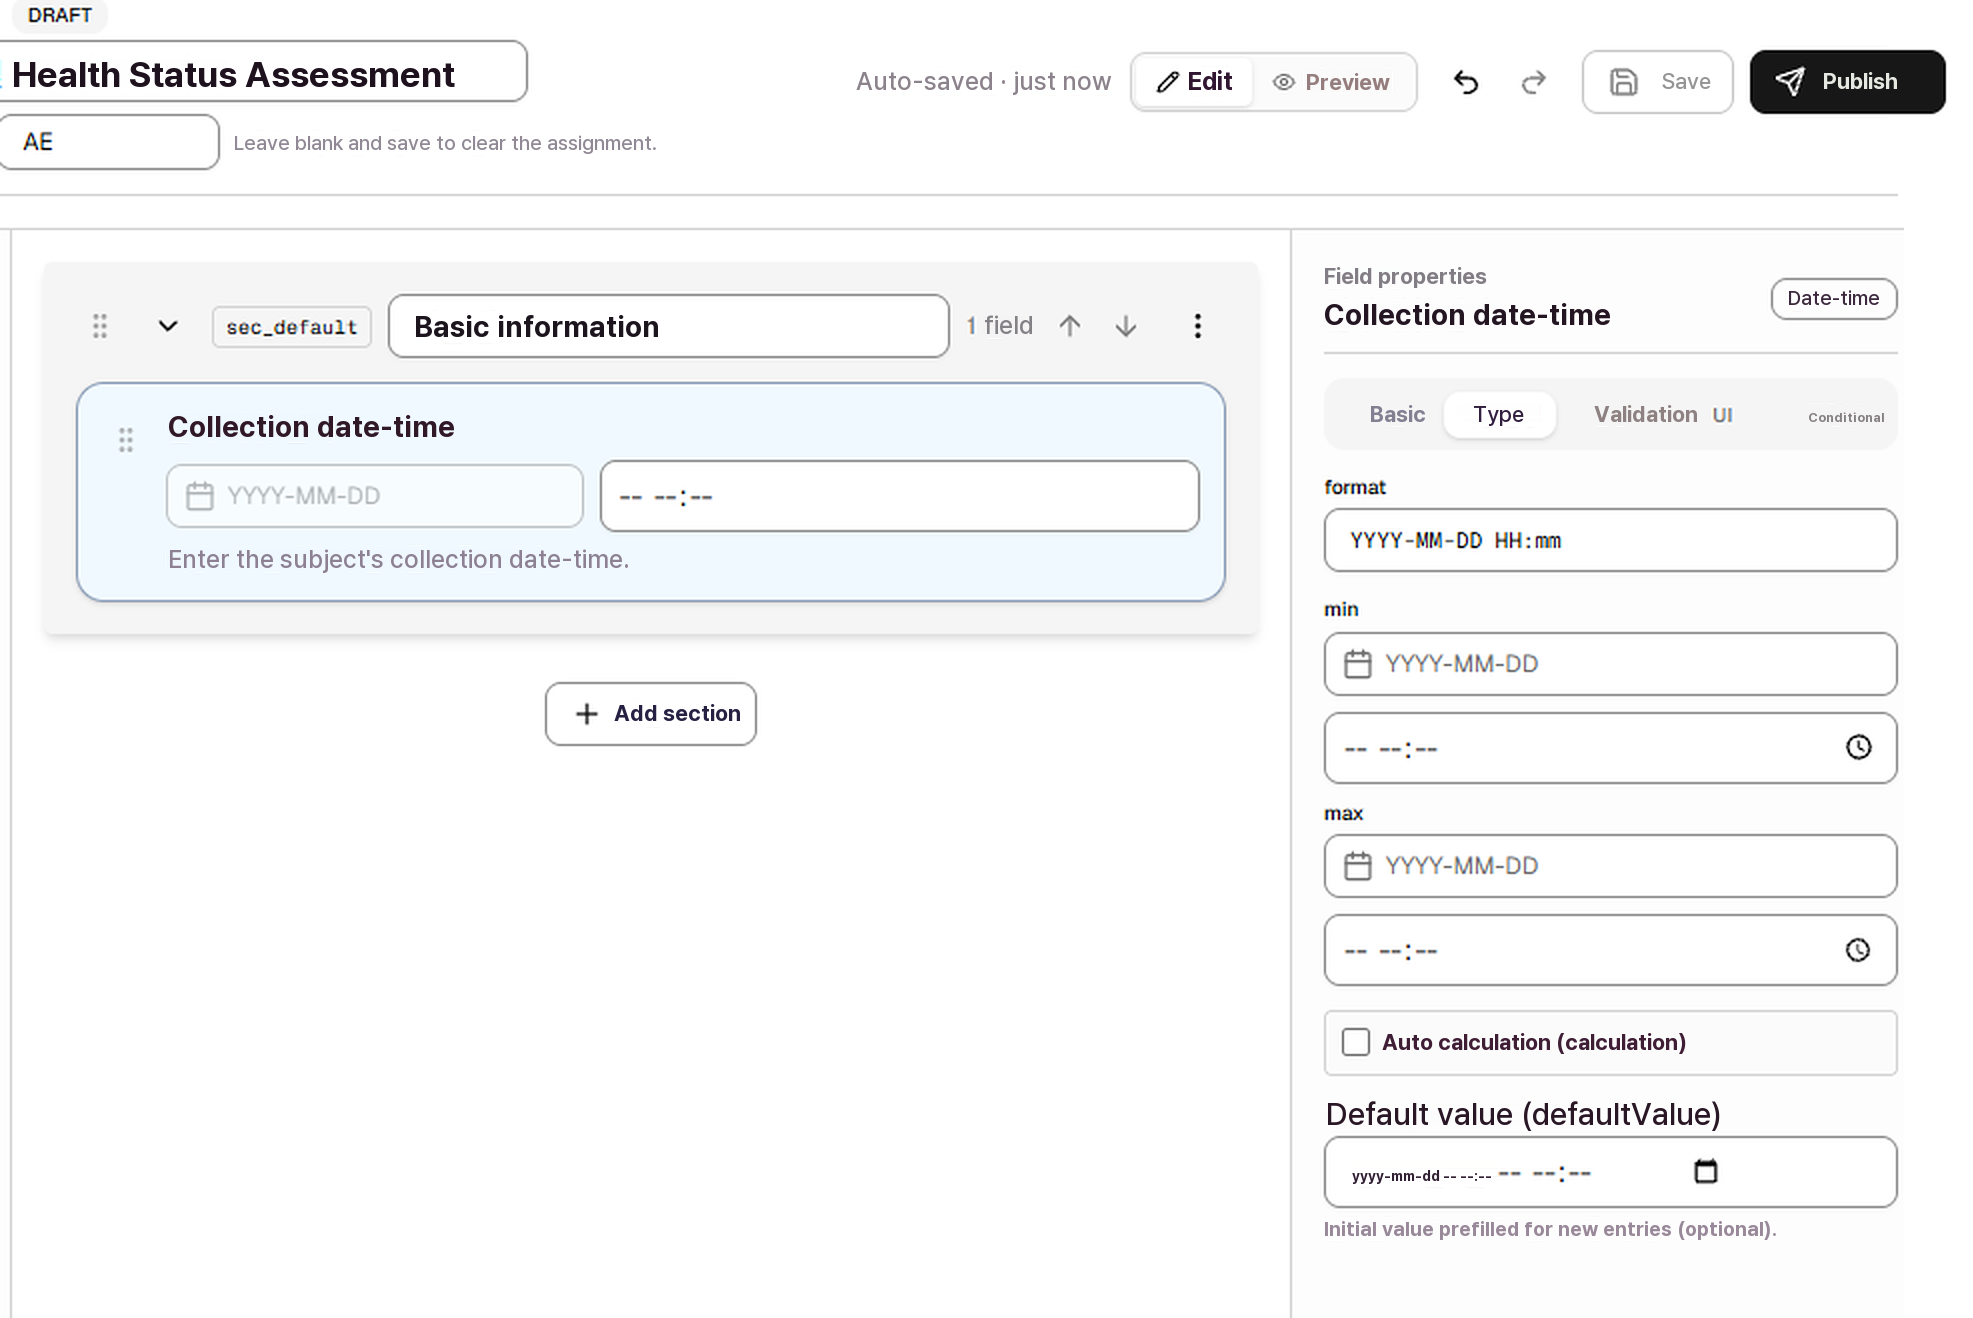 DRAFT
Health Status Assessment
Auto-saved · just now
Edit
Preview
Save
Publish
AE
Leave blank and save to clear the assignment.
sec_default
Basic information
1 field
Collection date-time
YYYY-MM-DD
-- --:--
Enter the subject's collection date-time.
Add section
Field properties
Collection date-time
Date-time
Basic
Type
Validation
UI
Conditional
format
YYYY-MM-DD HH:mm
min
YYYY-MM-DD
-- --:--
max
YYYY-MM-DD
-- --:--
Auto calculation (calculation)
Default value (defaultValue)
yyyy-mm-dd -- --:-- -- --:--
Initial value prefilled for new entries (optional).